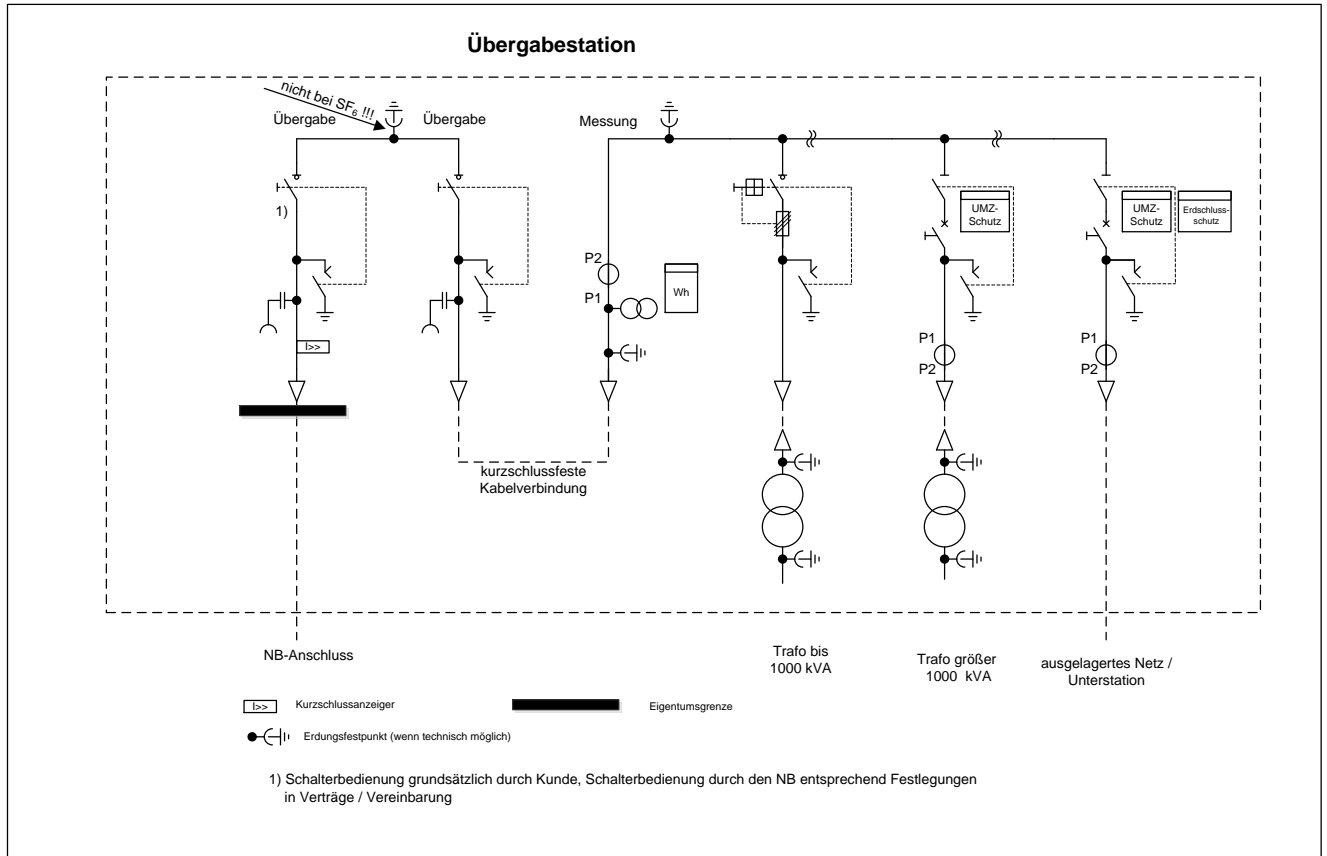 Übergabestation
nicht bei SF6 !!!
Übergabe
Übergabe
Messung
1)
UMZ-
Schutz
UMZ-
Schutz
Erdschluss-
schutz
P2
P1
Wh
I>>
P1
P2
P1
P2
kurzschlussfeste
Kabelverbindung
NB-Anschluss
Trafo bis
1000 kVA
Trafo größer
1000 kVA
ausgelagertes Netz /
Unterstation
I>> Kurzschlussanzeiger
Eigentumsgrenze
Erdungsfestpunkt (wenn technisch möglich)
1) Schalterbedienung grundsätzlich durch Kunde, Schalterbedienung durch den NB entsprechend Festlegungen
in Verträge / Vereinbarung